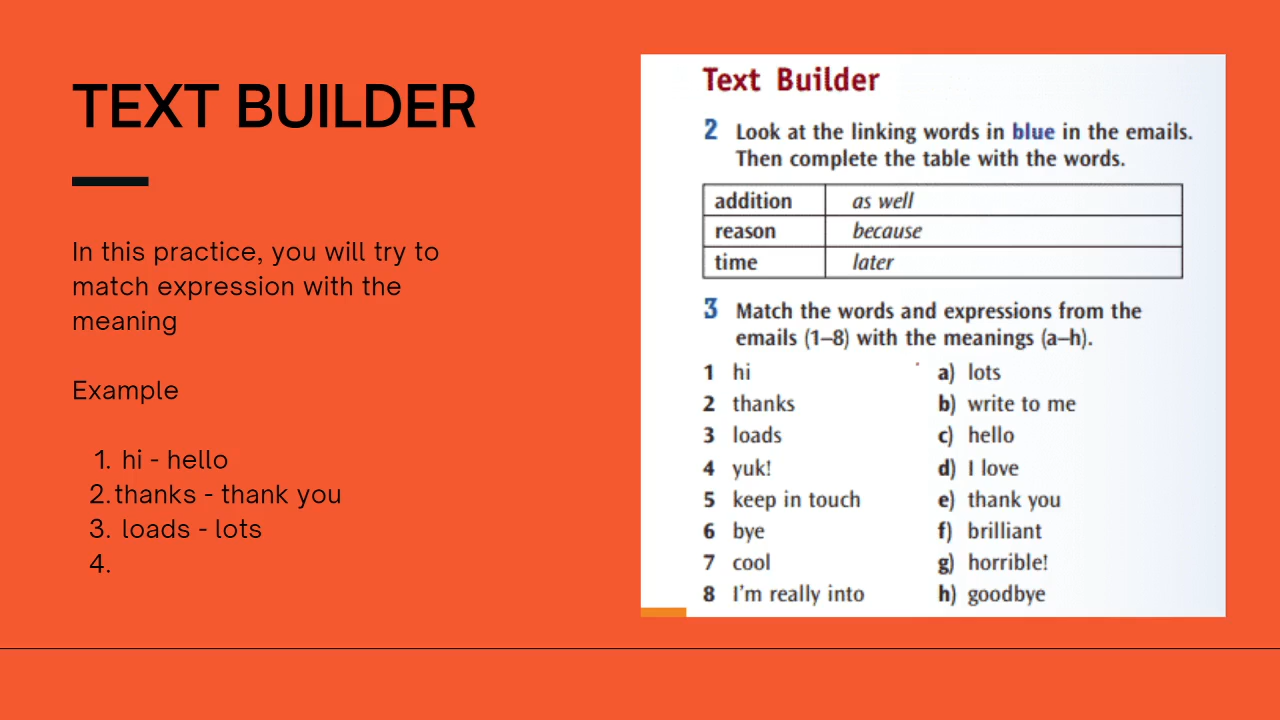 TEXT BUILDER
In this practice, you will try to
match expression with the
meaning
Example
1. hi - hello
2. thanks - thank you
3. loads - lots
4.
Text Builder
2 Look at the linking words in blue in the emails.
Then complete the table with the words.
addition as well
reason because
time later
3 Match the words and expressions from the
emails (1–8) with the meanings (a–h).
1 hi a) lots
2 thanks b) write to me
3 loads c) hello
4 yuk! d) I love
5 keep in touch e) thank you
6 bye f) brilliant
7 cool g) horrible!
8 I'm really into h) goodbye